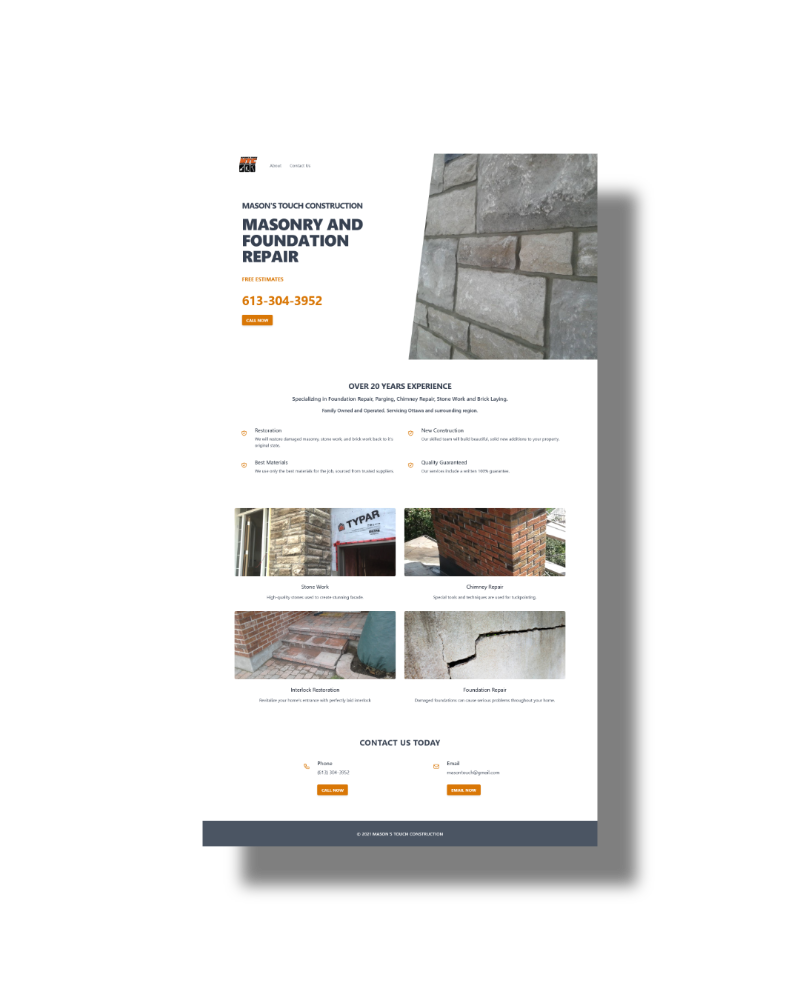 About Contact Us
MASON'S TOUCH CONSTRUCTION
MASONRY AND
FOUNDATION
REPAIR
FREE ESTIMATES
613-304-3952
CALL NOW
OVER 20 YEARS EXPERIENCE
Specializing in Foundation Repair, Parging, Chimney Repair, Stone Work and Brick Laying.
Family Owned and Operated. Servicing Ottawa and surrounding region.
Restoration
We will restore damaged masonry, stone work, and brick work back to it's
original state.
New Construction
Our skilled team will build beautiful, solid new additions to your property.
Best Materials
We use only the best materials for the job, sourced from trusted suppliers.
Quality Guaranteed
Our services include a written 100% guarantee.
TYPAR
Stone Work
High-quality stones used to create stunning facade.
Chimney Repair
Special tools and techniques are used for tuckpointing.
Interlock Restoration
Revitalize your home's entrance with perfectly laid interlock.
Foundation Repair
Damaged foundations can cause serious problems throughout your home.
CONTACT US TODAY
Phone
(613) 304-3952
CALL NOW
Email
masontouch@gmail.com
EMAIL NOW
© 2021 MASON'S TOUCH CONSTRUCTION